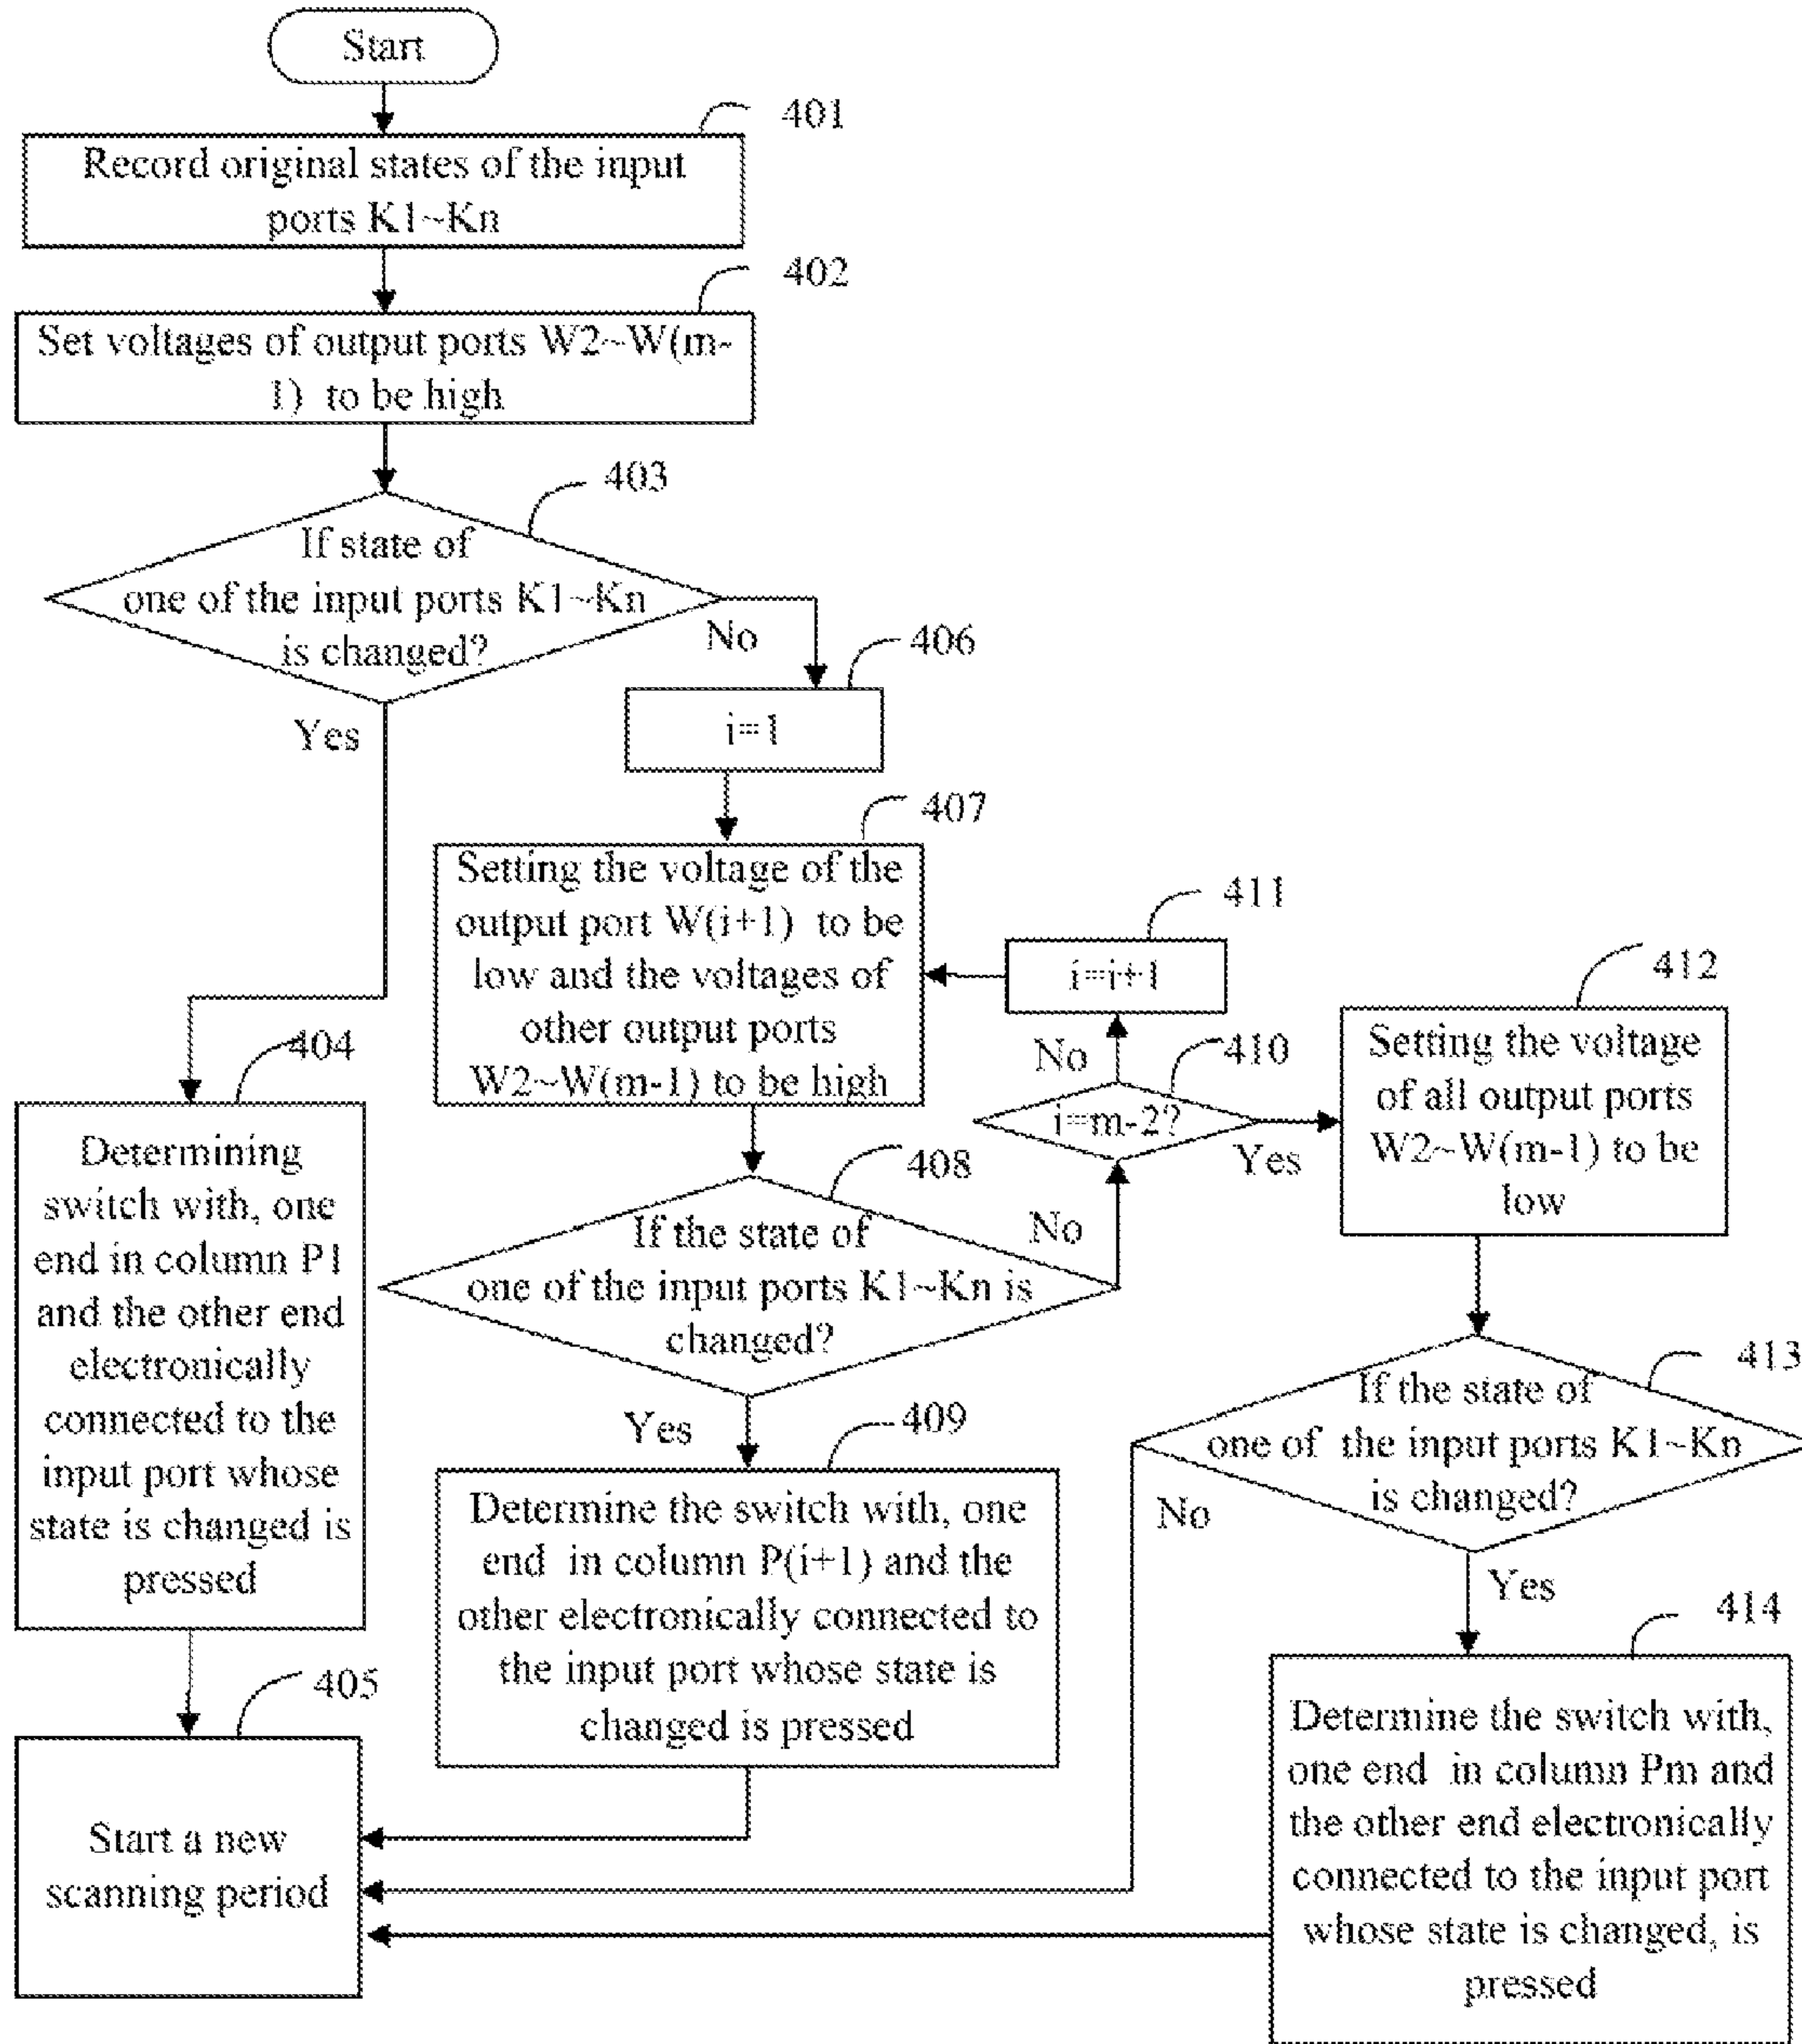 Start
401
Record original states of the input
ports K1~Kn
402
Set voltages of output ports W2~W(m-
1) to be high
403
If state of
one of the input ports K1~Kn
is changed?
No
Yes
406
i=1
407
Setting the voltage of the
output port W(i+1) to be
low and the voltages of
other output ports
W2~W(m-1) to be high
411
i=i+1
No
410
i=m-2?
Yes
412
Setting the voltage
of all output ports
W2~W(m-1) to be
low
404
Determining
switch with, one
end in column P1
and the other end
electronically
connected to the
input port whose
state is changed is
pressed
408
If the state of
one of the input ports K1~Kn is
changed?
No
Yes
409
Determine the switch with, one
end in column P(i+1) and the
other electronically connected to
the input port whose state is
changed is pressed
413
If the state of
one of the input ports K1~Kn
is changed?
No
Yes
414
Determine the switch with,
one end in column Pm and
the other end electronically
connected to the input port
whose state is changed, is
pressed
405
Start a new
scanning period